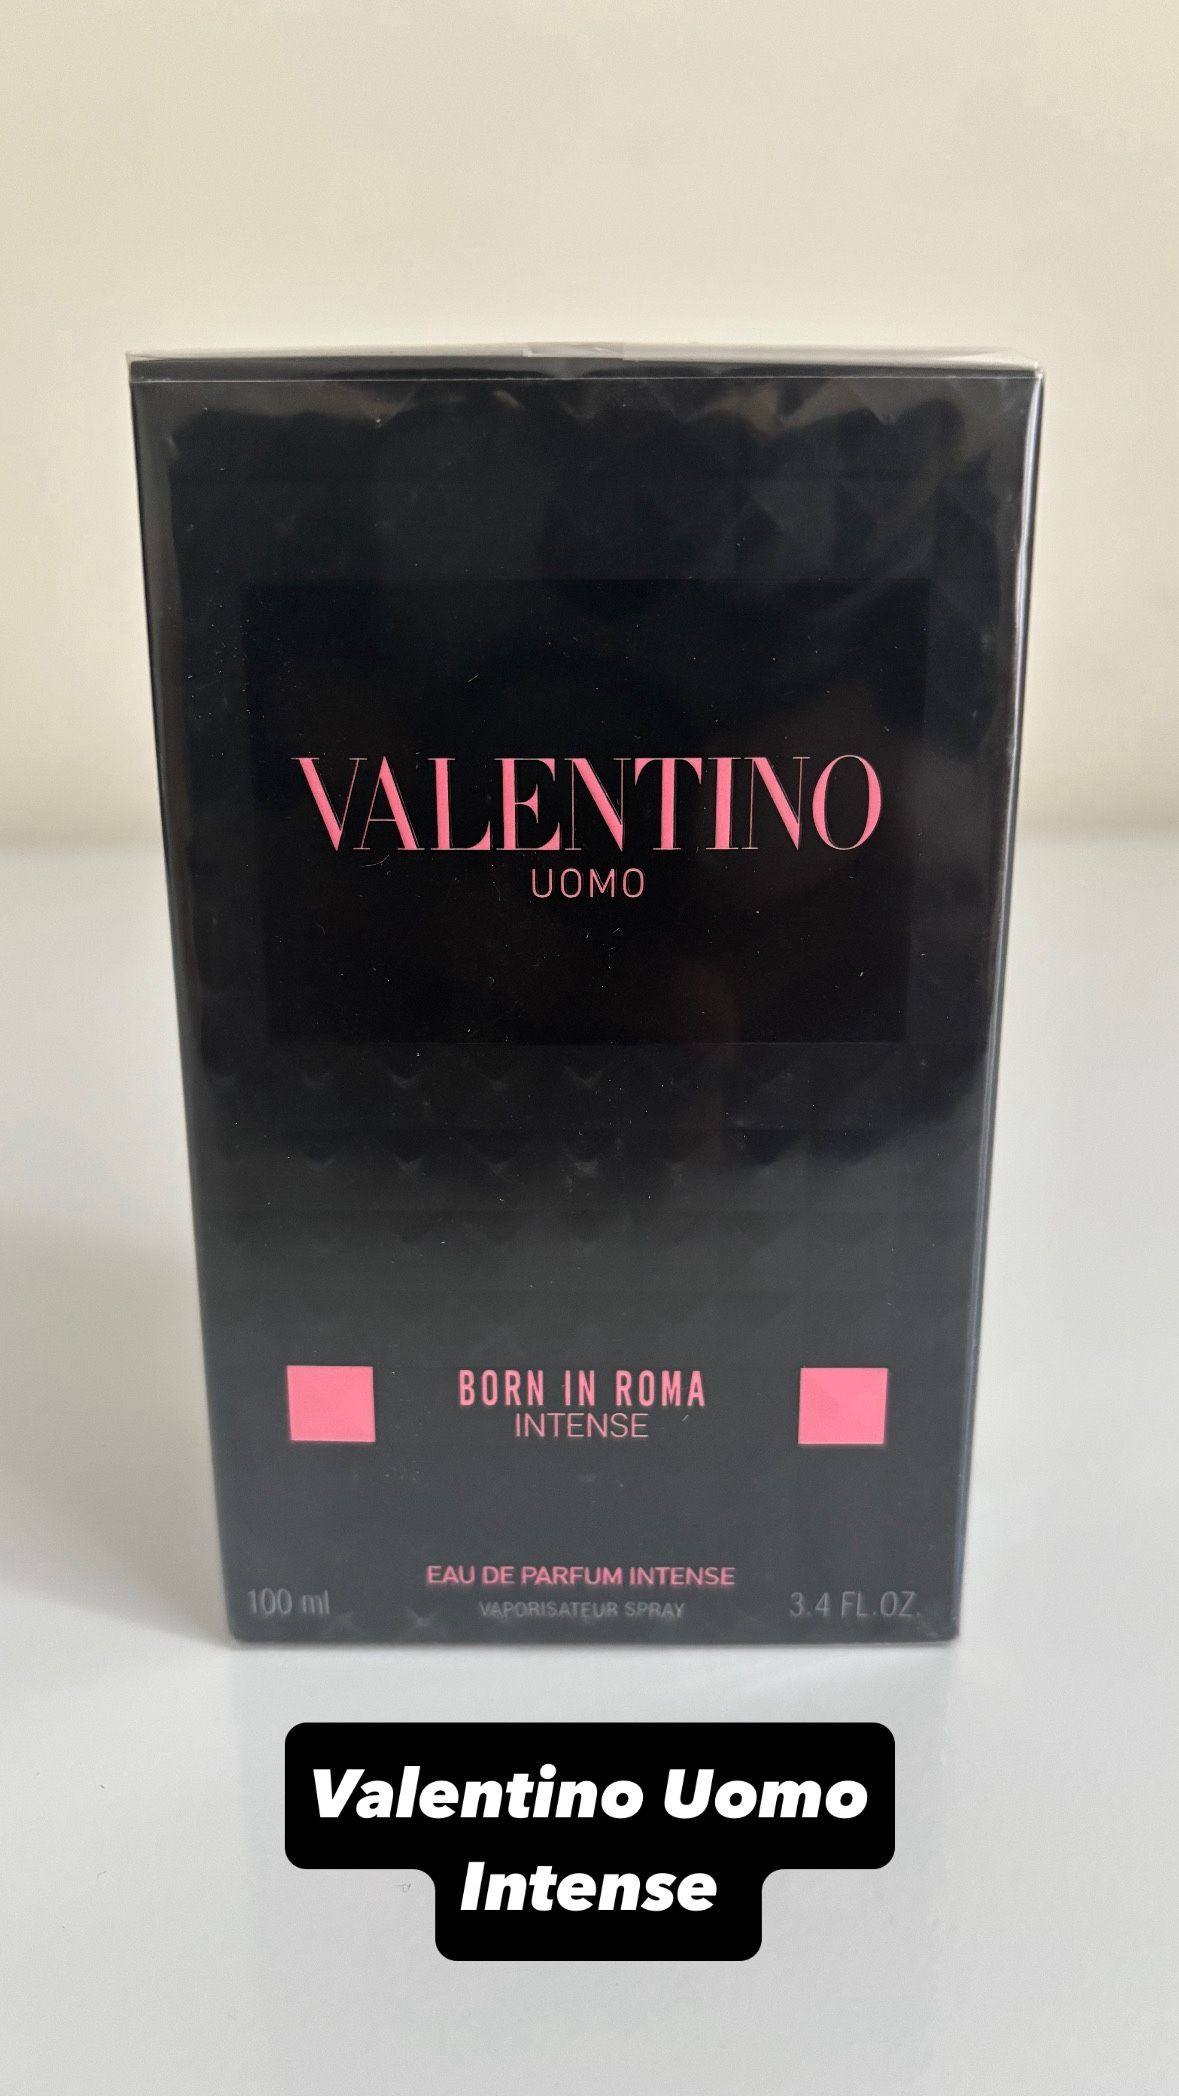 VALENTINO
UOMO
BORN IN ROMA
INTENSE
EAU DE PARFUM INTENSE
100 ml VAPORISATEUR SPRAY 3.4 FL.OZ.
Valentino Uomo
Intense